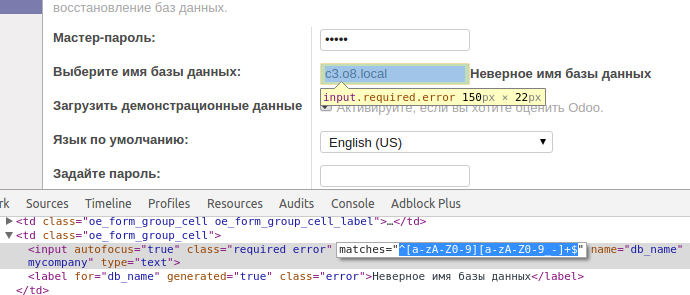 восстановление баз данных.
Мастер-пароль: •••••
Выберите имя базы данных: c3.o8.local Неверное имя базы данных
input.required.error 150px × 22px
Загрузить демонстрационные данные Активируйте, если вы хотите оценить Odoo.
Язык по умолчанию: English (US)
Задайте пароль:
rk Sources Timeline Profiles Resources Audits Console Adblock Plus
<td class="oe_form_group_cell oe_form_group_cell_label">…</td>
<td class="oe_form_group_cell">
<input autofocus="true" class="required error" matches="^[a-zA-Z0-9][a-zA-Z0-9 -]+$" name="db_name"
mycompany" type="text">
<label for="db_name" generated="true" class="error">Неверное имя базы данных</label>
</td>